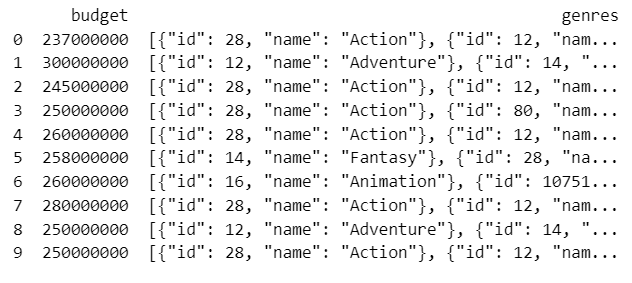 budget genres
0 237000000 [{"id": 28, "name": "Action"}, {"id": 12, "nam...
1 300000000 [{"id": 12, "name": "Adventure"}, {"id": 14, "...
2 245000000 [{"id": 28, "name": "Action"}, {"id": 12, "nam...
3 250000000 [{"id": 28, "name": "Action"}, {"id": 80, "nam...
4 260000000 [{"id": 28, "name": "Action"}, {"id": 12, "nam...
5 258000000 [{"id": 14, "name": "Fantasy"}, {"id": 28, "na...
6 260000000 [{"id": 16, "name": "Animation"}, {"id": 10751...
7 280000000 [{"id": 28, "name": "Action"}, {"id": 12, "nam...
8 250000000 [{"id": 12, "name": "Adventure"}, {"id": 14, "...
9 250000000 [{"id": 28, "name": "Action"}, {"id": 12, "nam...